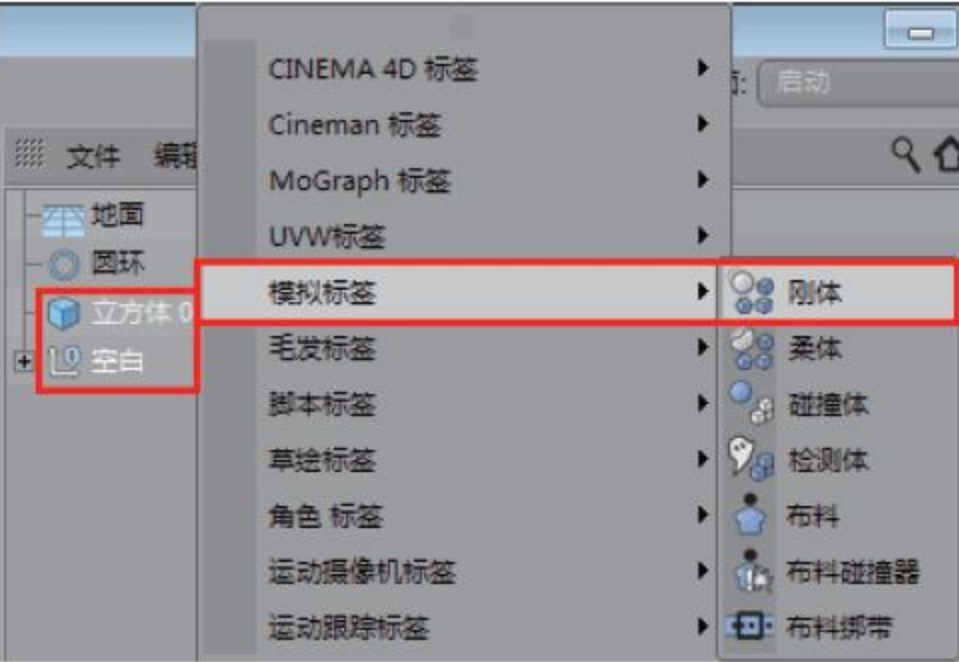 CINEMA 4D 标签
Cineman 标签
启动
文件 编辑
MoGraph 标签
地面
UVW标签
圆环
模拟标签
刚体
立方体 0
毛发标签
柔体
空白
脚本标签
碰撞体
草绘标签
检测体
角色 标签
布料
运动摄像机标签
布料碰撞器
运动跟踪标签
布料绑带